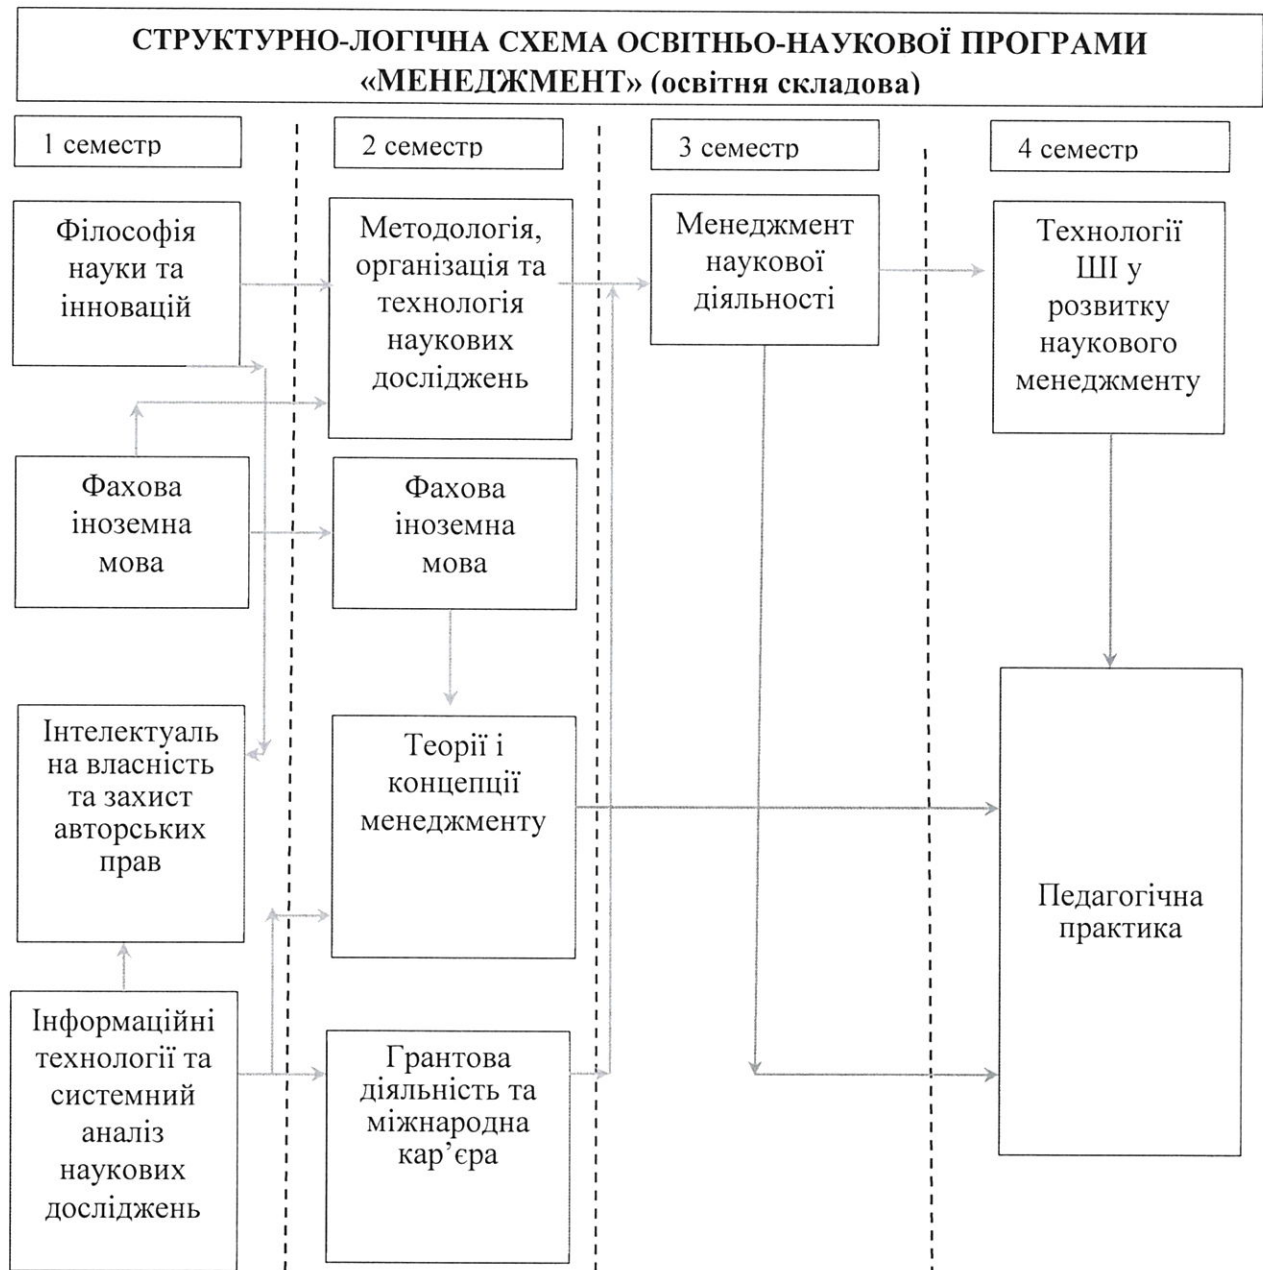 СТРУКТУРНО-ЛОГІЧНА СХЕМА ОСВІТНЬО-НАУКОВОЇ ПРОГРАМИ
«МЕНЕДЖМЕНТ» (освітня складова)
1 семестр
2 семестр
3 семестр
4 семестр
Філософія
науки та
інновацій
Методологія,
організація та
технологія
наукових
досліджень
Менеджмент
наукової
діяльності
Технології
ШІ у
розвитку
наукового
менеджменту
Фахова
іноземна
мова
Фахова
іноземна
мова
Інтелектуаль
на власність
та захист
авторських
прав
Теорії і
концепції
менеджменту
Педагогічна
практика
Інформаційні
технології та
системний
аналіз
наукових
досліджень
Грантова
діяльність та
міжнародна
кар’єра